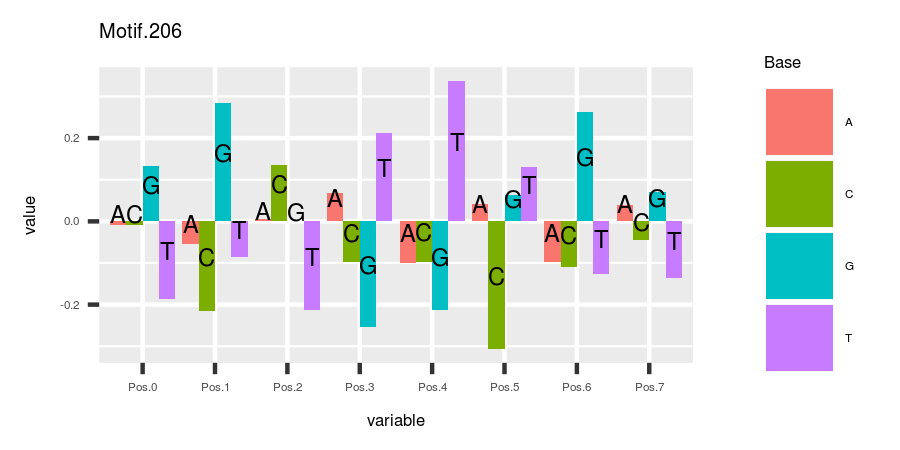 Motif.206
value
0.2
0.0
-0.2
A C G T
A C G T
A C G T
A C G T
A C G T
A C G T
A C G T
A C G T
Pos.0 Pos.1 Pos.2 Pos.3 Pos.4 Pos.5 Pos.6 Pos.7
variable
Base
A
C
G
T